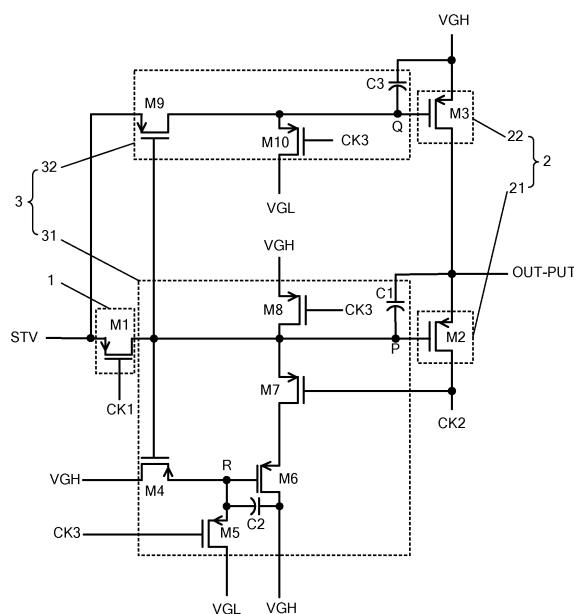 VGH
C3
M9
M3
Q
22
M10
CK3
32
2
3
VGL
21
31
VGH
1
C1
OUT-PUT
M8
CK3
M1
M2
STV
P
M7
CK1
CK2
R
M6
VGH
M4
C2
M5
CK3
VGL
VGH